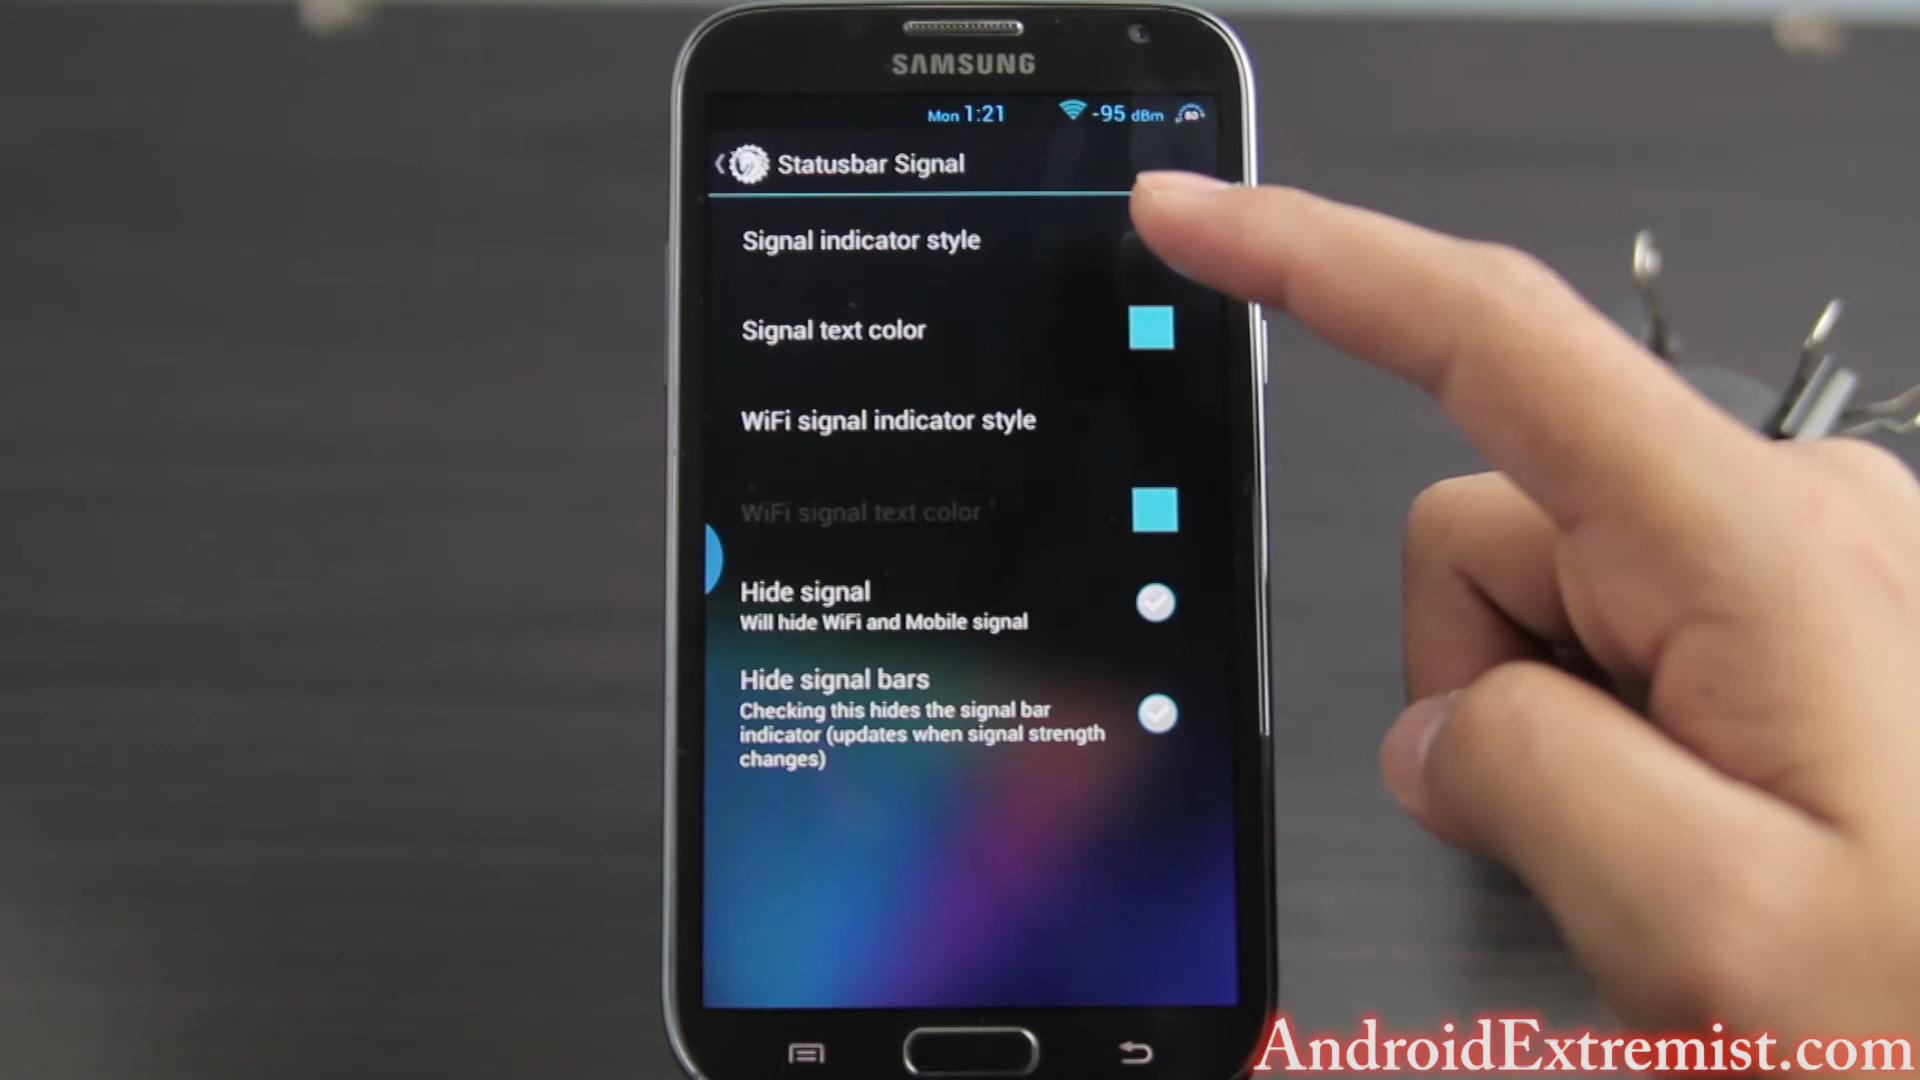 SAMSUNG
Mon 1:21 -95 dBm 80
Statusbar Signal
Signal indicator style
Signal text color
WiFi signal indicator style
WiFi signal text color
Hide signal
Will hide WiFi and Mobile signal
Hide signal bars
Checking this hides the signal bar
indicator (updates when signal strength
changes)
AndroidExtremist.com